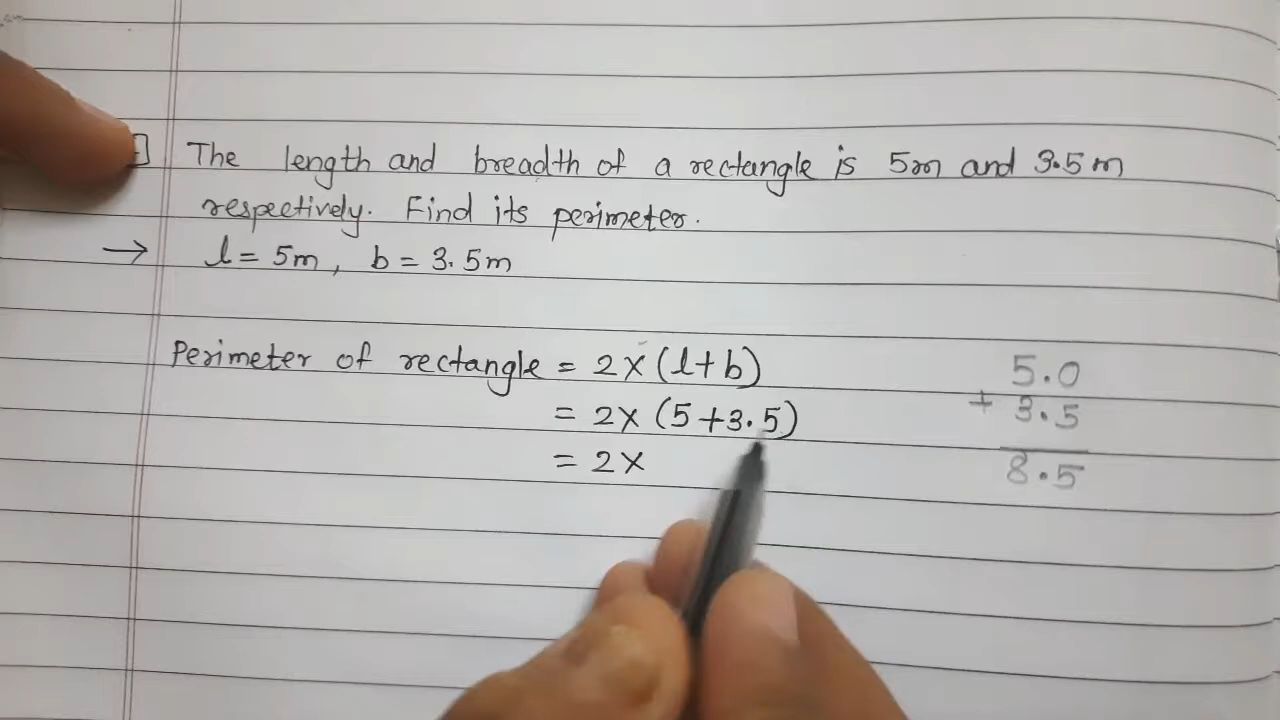 The length and breadth of a rectangle is 5m and 3.5m
respectively. Find its perimeter.
→ l = 5m, b = 3.5m
Perimeter of rectangle = 2×(l+b)
= 2×(5+3.5)
= 2×
5.0
+ 3.5
8.5